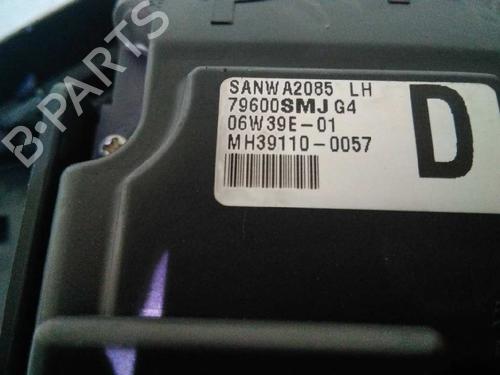 B-PARTS
SANWA2085 LH
79600SMJ G4
06W39E-01
MH39110-0057
D